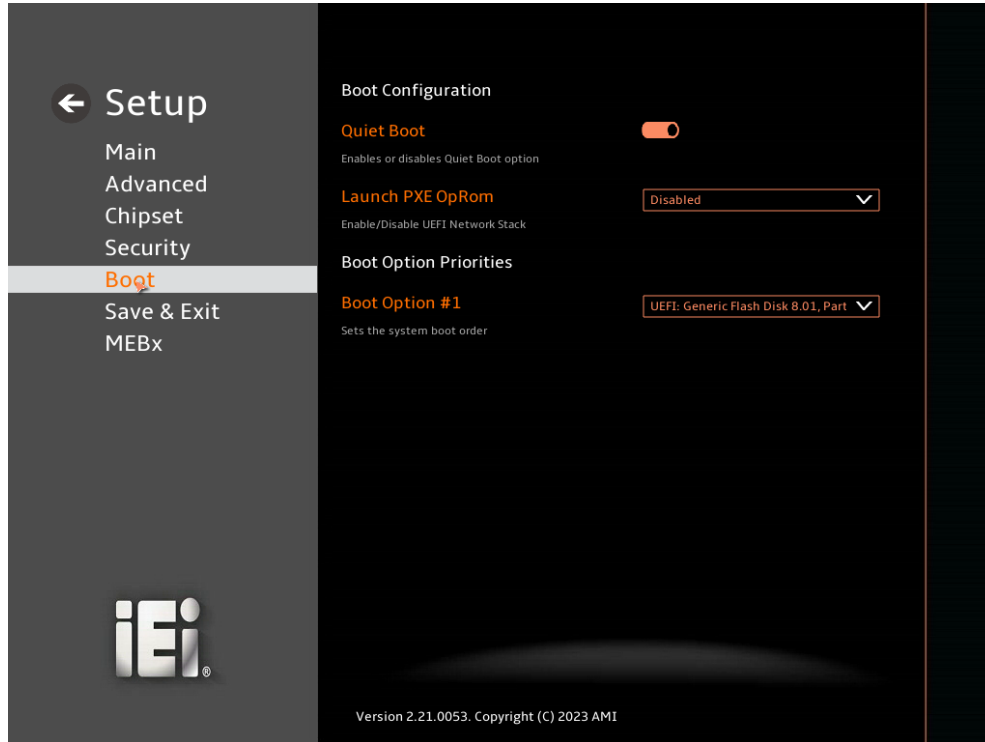 Setup
Main
Advanced
Chipset
Security
Boot
Save & Exit
MEBx
iEi®
Boot Configuration
Quiet Boot
Enables or disables Quiet Boot option
Launch PXE OpRom
Disabled
Enable/Disable UEFI Network Stack
Boot Option Priorities
Boot Option #1
UEFI: Generic Flash Disk 8.01, Part
Sets the system boot order
Version 2.21.0053. Copyright (C) 2023 AMI